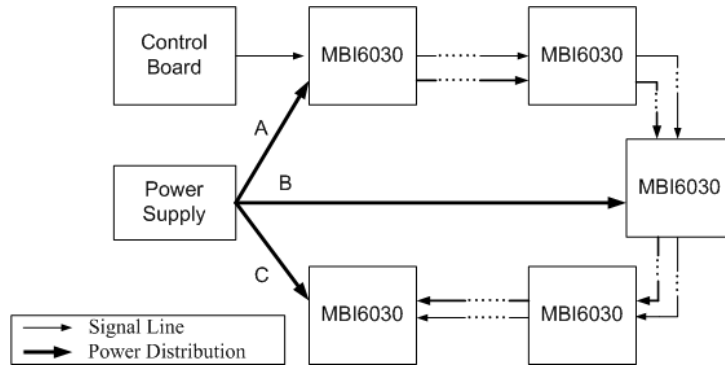 Control
Board
MBI6030
MBI6030
A
Power
Supply
B
MBI6030
C
MBI6030
MBI6030
Signal Line
Power Distribution